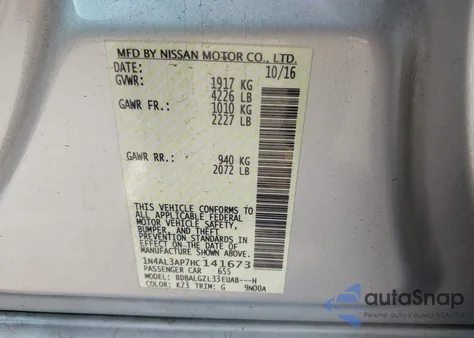 MFD BY NISSAN MOTOR CO., LTD.
DATE: 10/16
GVWR: 1917 KG
4226 LB
GAWR FR.: 1010 KG
2227 LB
GAWR RR.: 940 KG
2072 LB
THIS VEHICLE CONFORMS TO
ALL APPLICABLE FEDERAL
MOTOR VEHICLE SAFETY,
BUMPER, AND THEFT
PREVENTION STANDARDS IN
EFFECT ON THE DATE OF
MANUFACTURE SHOWN ABOVE.
1N4AL3AP7HC141673
PASSENGER CAR 655
MODEL: BDBALGZL33EUAB---H
COLOR: K23 TRIM: G 9N00A
autoSnap